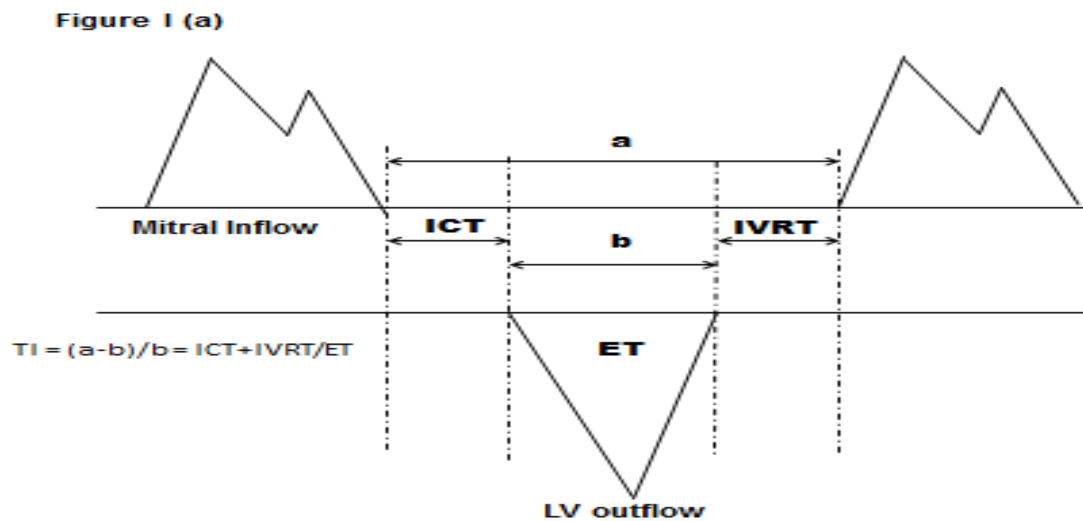 Figure I (a)
a
Mitral Inflow
ICT
IVRT
b
TI = (a-b)/b = ICT+IVRT/ET
ET
LV outflow